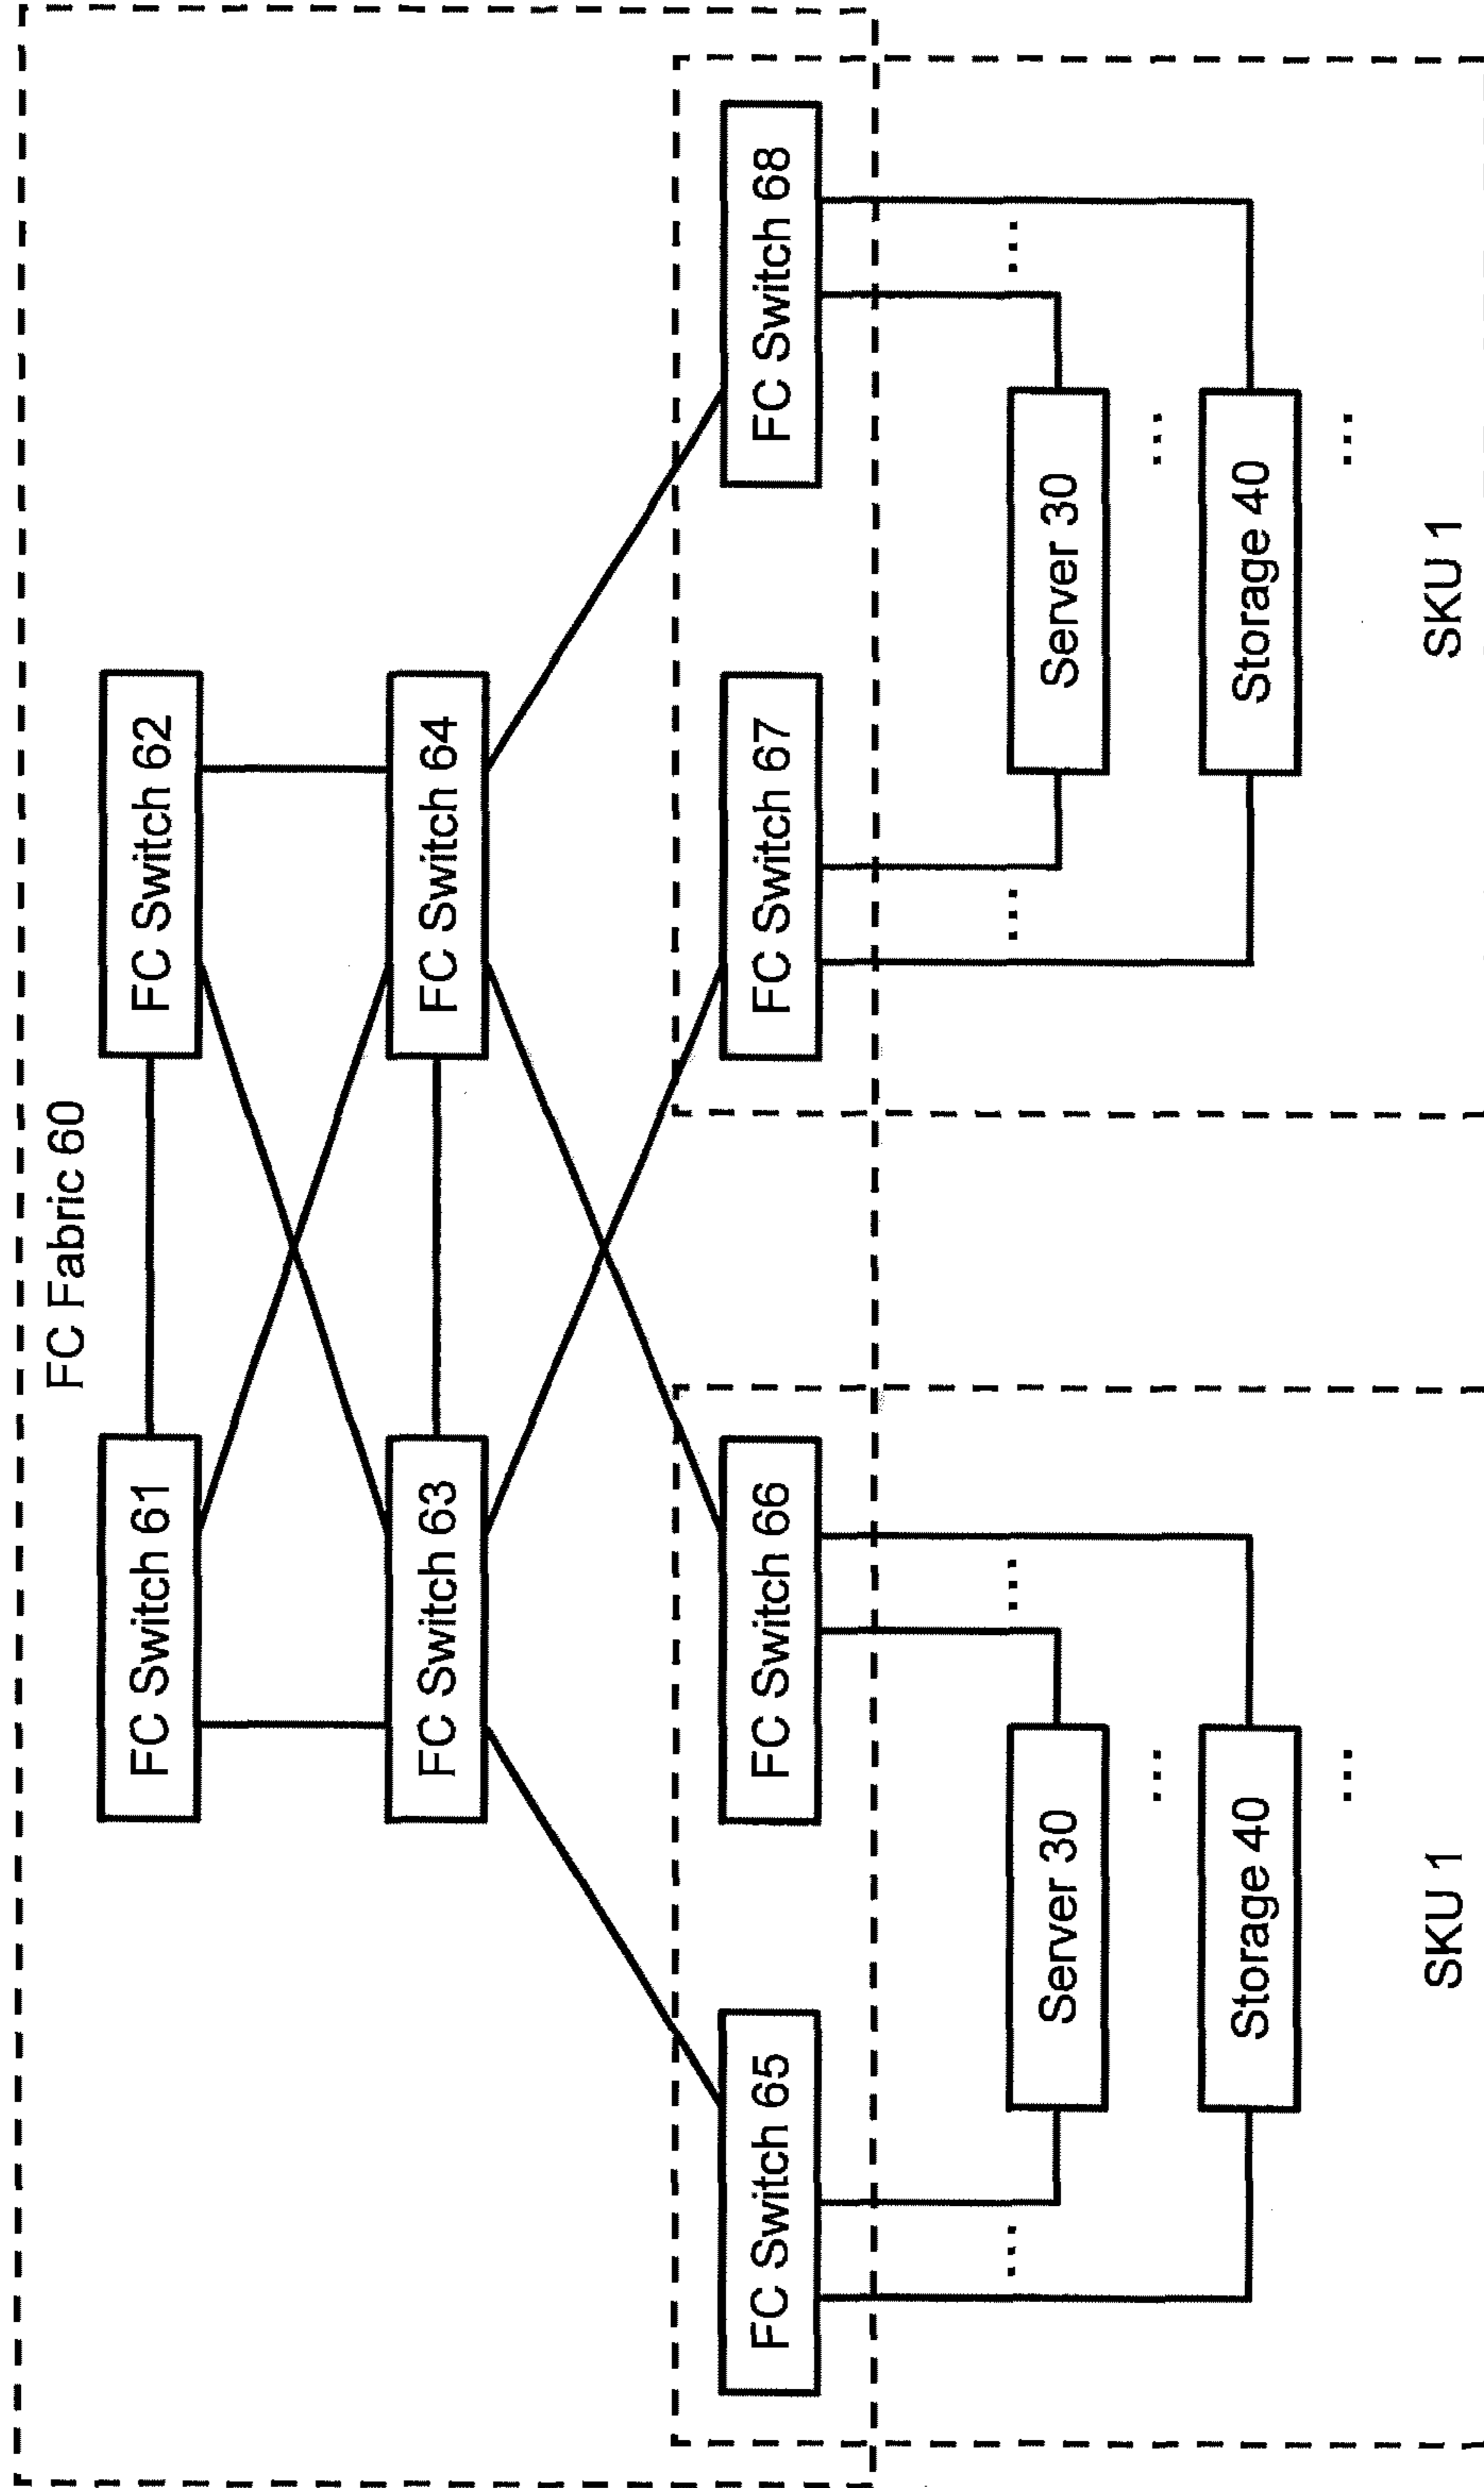 FC Fabric 60
FC Switch 61
FC Switch 62
FC Switch 63
FC Switch 64
FC Switch 65
FC Switch 66
FC Switch 67
FC Switch 68
...
...
...
...
Server 30
Server 30
...
...
Storage 40
Storage 40
...
...
SKU 1
SKU 1